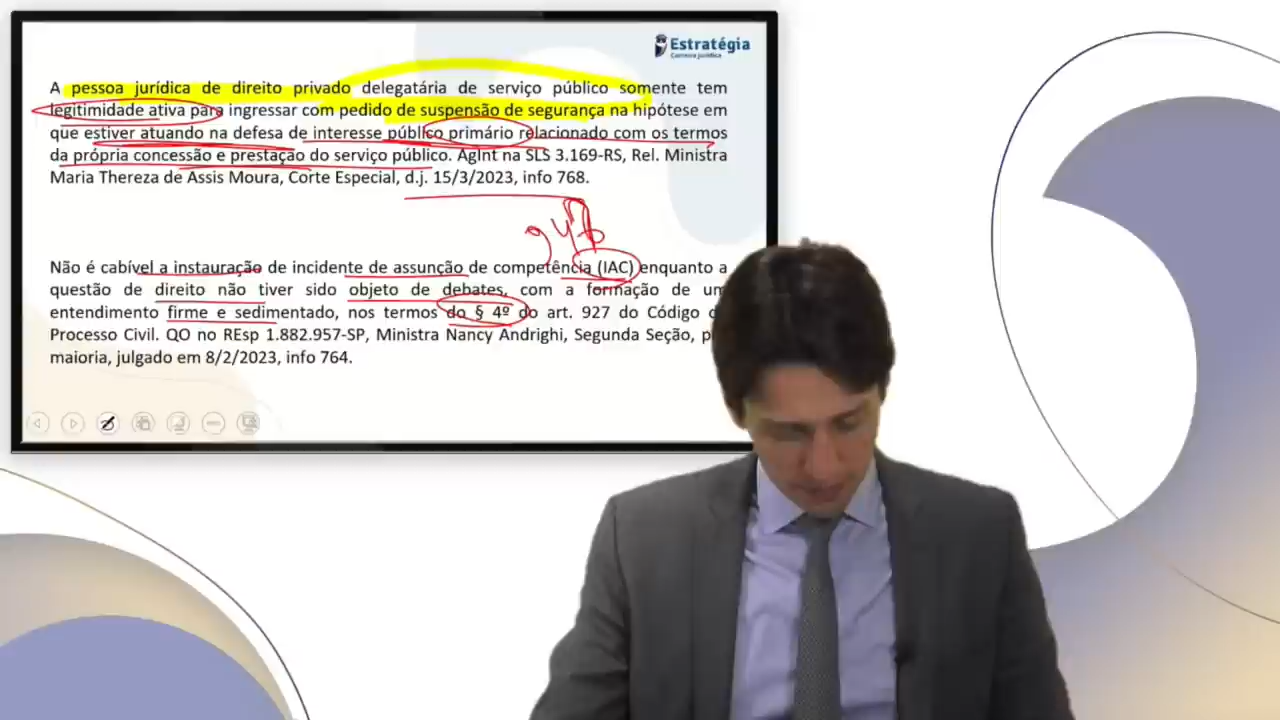 Estratégia
Carreira Jurídica
A pessoa jurídica de direito privado delegatária de serviço público somente tem
legitimidade ativa para ingressar com pedido de suspensão de segurança na hipótese em
que estiver atuando na defesa de interesse público primário relacionado com os termos
da própria concessão e prestação do serviço público. AgInt na SLS 3.169-RS, Rel. Ministra
Maria Thereza de Assis Moura, Corte Especial, d.j. 15/3/2023, info 768.
Não é cabível a instauração de incidente de assunção de competência (IAC) enquanto a
questão de direito não tiver sido objeto de debates, com a formação de um
entendimento firme e sedimentado, nos termos do § 4º do art. 927 do Código
Processo Civil. QO no REsp 1.882.957-SP, Ministra Nancy Andrighi, Segunda Seção,
maioria, julgado em 8/2/2023, info 764.